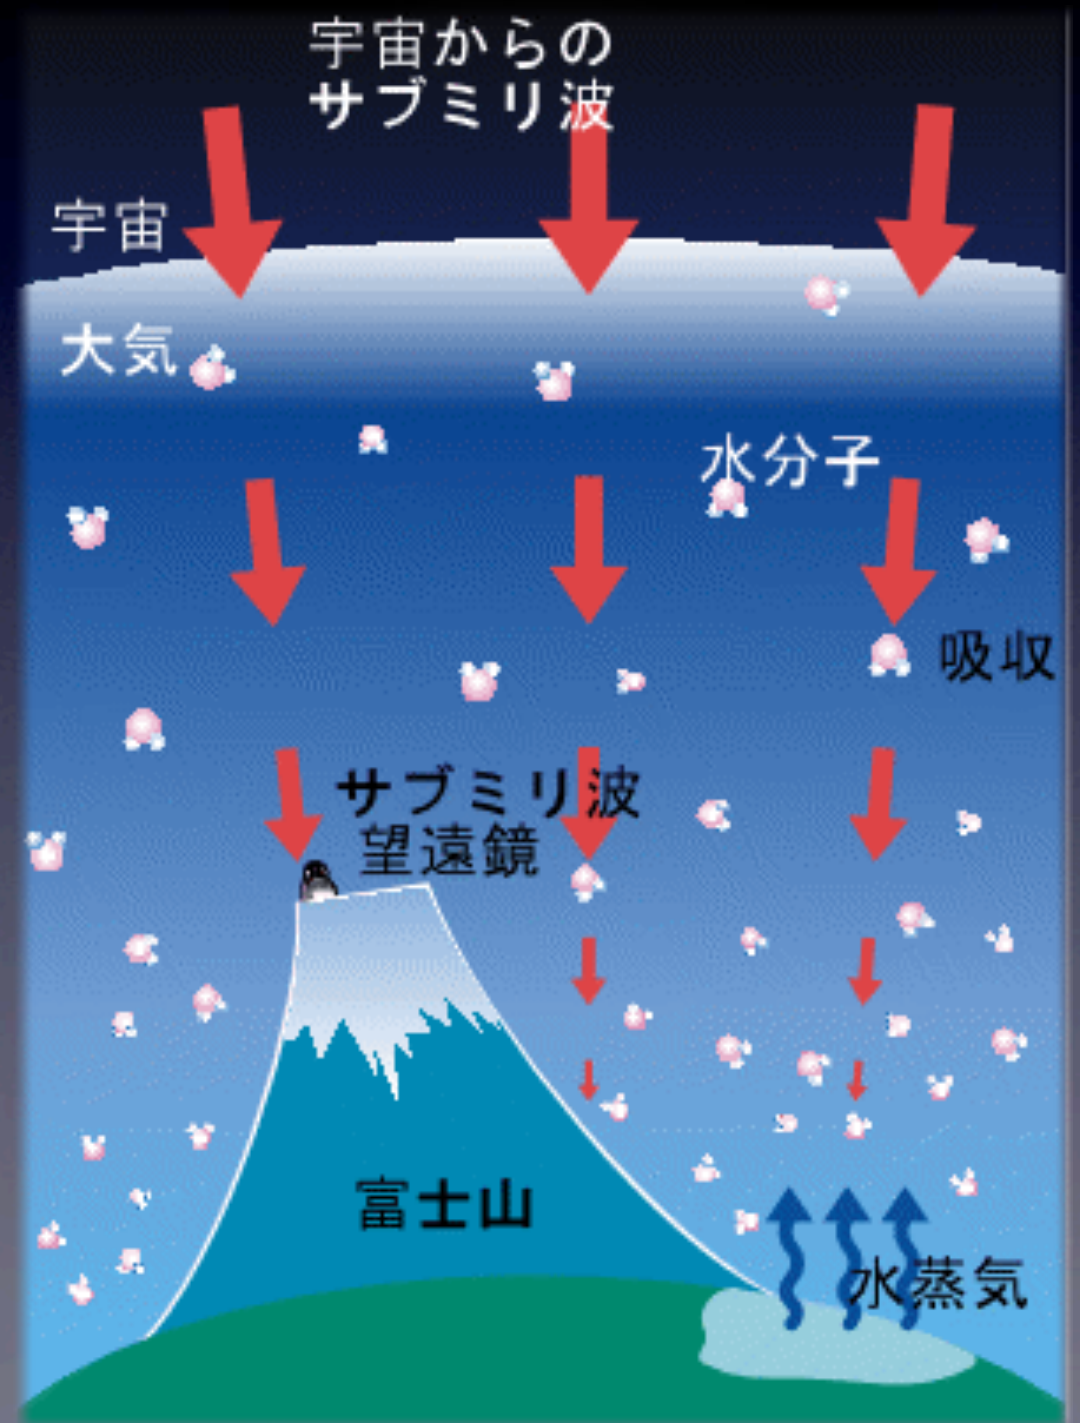 宇宙からの
サブミリ波
宇宙
大気
水分子
吸収
サブミリ波
望遠鏡
富士山
水蒸気